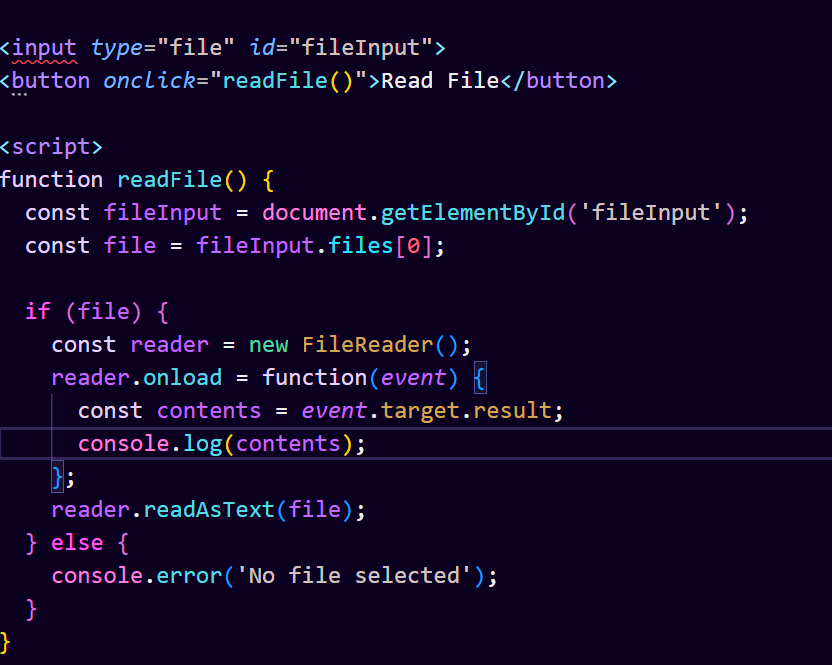 <input type="file" id="fileInput">
<button onclick="readFile()">Read File</button>
<script>
function readFile() {
const fileInput = document.getElementById('fileInput');
const file = fileInput.files[0];
if (file) {
const reader = new FileReader();
reader.onload = function(event) {
const contents = event.target.result;
console.log(contents);
};
reader.readAsText(file);
} else {
console.error('No file selected');
}
}